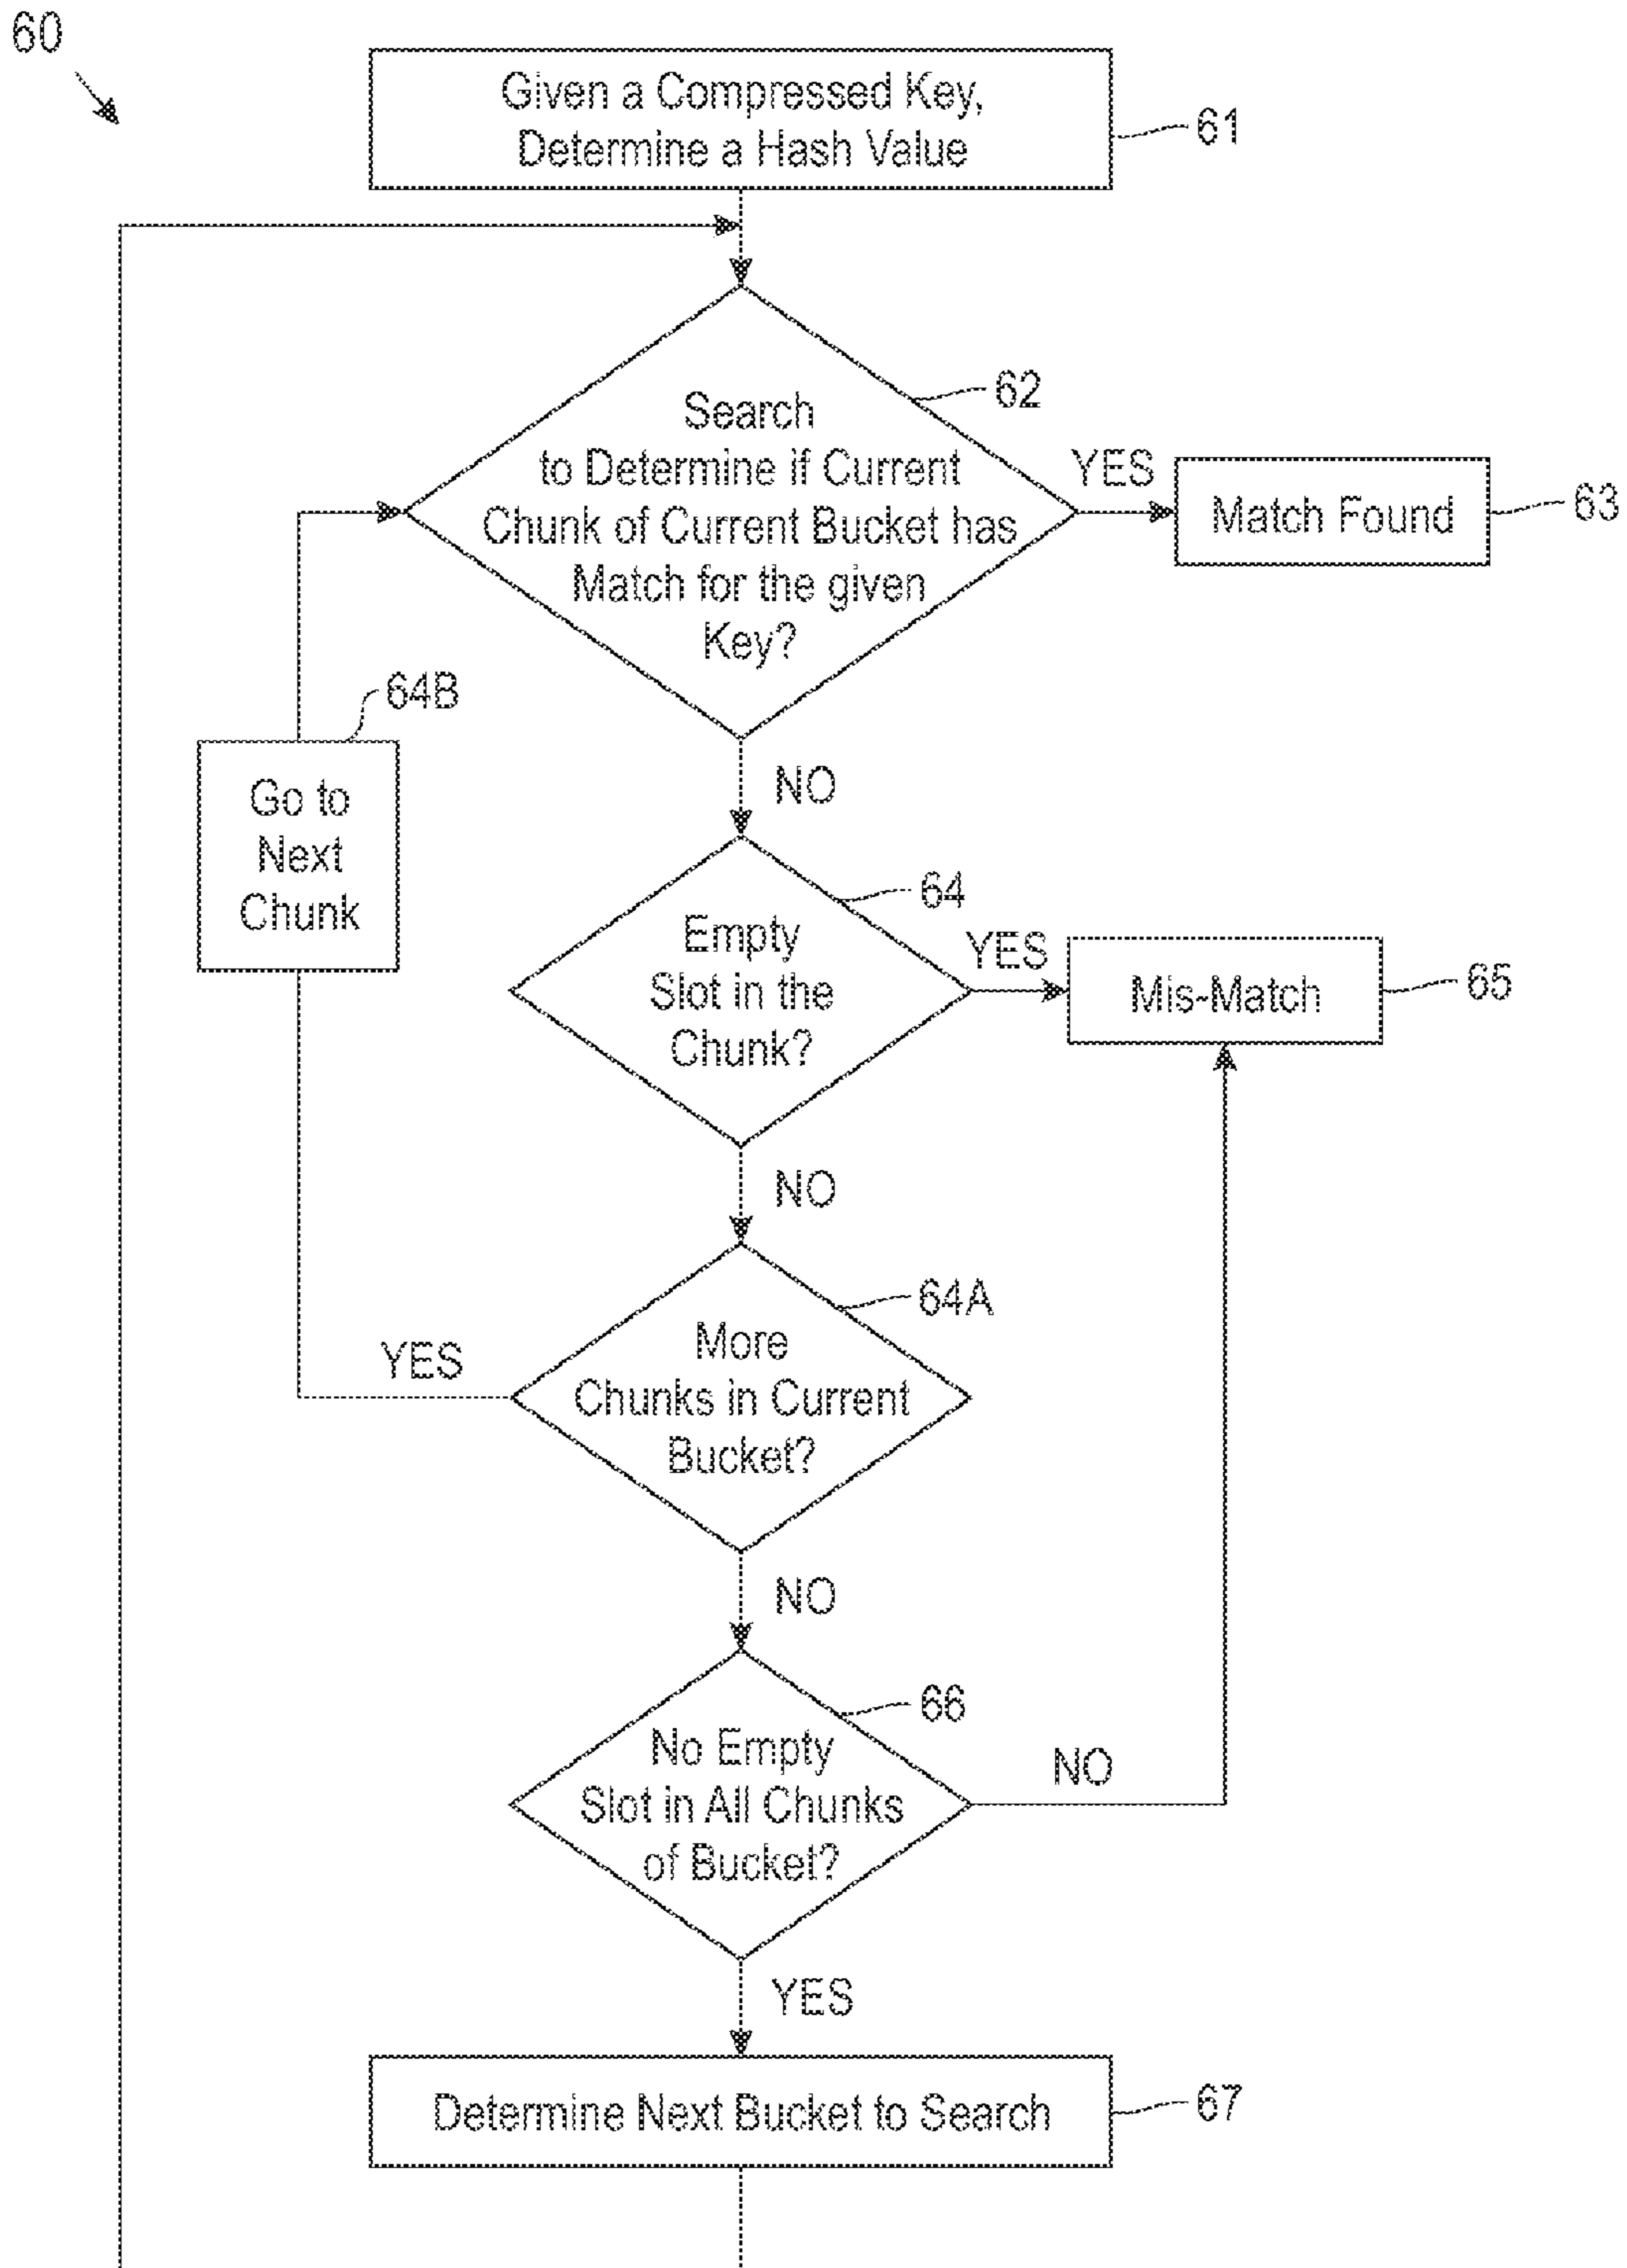 60
Given a Compressed Key,
Determine a Hash Value
61
62
Search
to Determine if Current
Chunk of Current Bucket has
Match for the given
Key?
YES
Match Found
63
64B
Go to
Next
Chunk
NO
64
Empty
Slot in the
Chunk?
YES
Mis-Match
65
NO
64A
More
Chunks in Current
Bucket?
YES
NO
66
No Empty
Slot in All Chunks
of Bucket?
NO
YES
Determine Next Bucket to Search
67